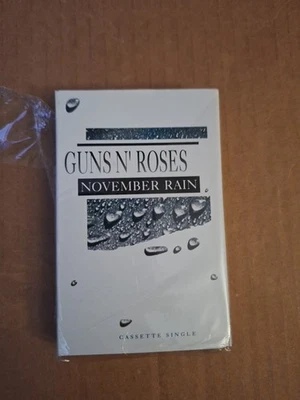 GUNS N' ROSES
NOVEMBER RAIN
CASSETTE SINGLE